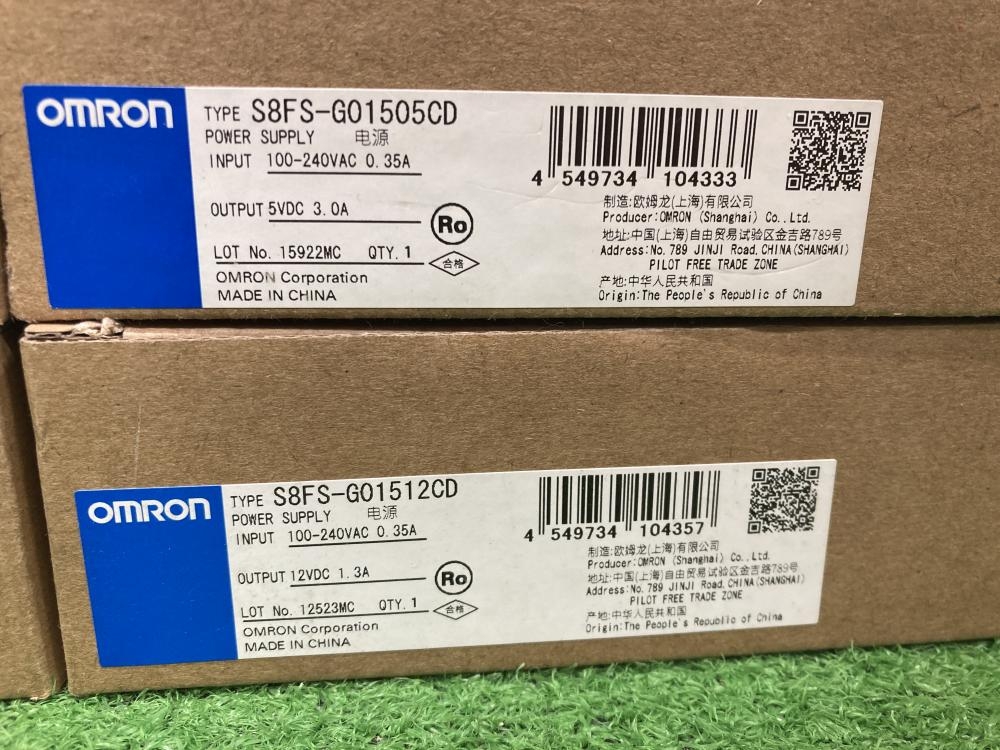 OMRON
TYPE S8FS-G01505CD
POWER SUPPLY 电源
INPUT 100-240VAC 0.35A
OUTPUT 5VDC 3.0A
Ro
LOT No. 15922MC QTY. 1
合格
OMRON Corporation
MADE IN CHINA
4 549734 104333
制造:欧姆龙(上海)有限公司
Producer:OMRON (Shanghai) Co.,Ltd.
地址:中国(上海)自由贸易试验区金吉路789号
Address:No. 789 JINJI Road, CHINA(SHANGHAI)
PILOT FREE TRADE ZONE
产地:中华人民共和国
Origin:The People's Republic of China
OMRON
TYPE S8FS-G01512CD
POWER SUPPLY 电源
INPUT 100-240VAC 0.35A
OUTPUT 12VDC 1.3A
Ro
LOT No. 12523MC QTY. 1
合格
OMRON Corporation
MADE IN CHINA
4 549734 104357
制造:欧姆龙(上海)有限公司
Producer:OMRON (Shanghai) Co.,Ltd.
地址:中国(上海)自由贸易试验区金吉路789号
Address:No. 789 JINJI Road, CHINA(SHANGHAI)
PILOT FREE TRADE ZONE
产地:中华人民共和国
Origin:The People's Republic of China